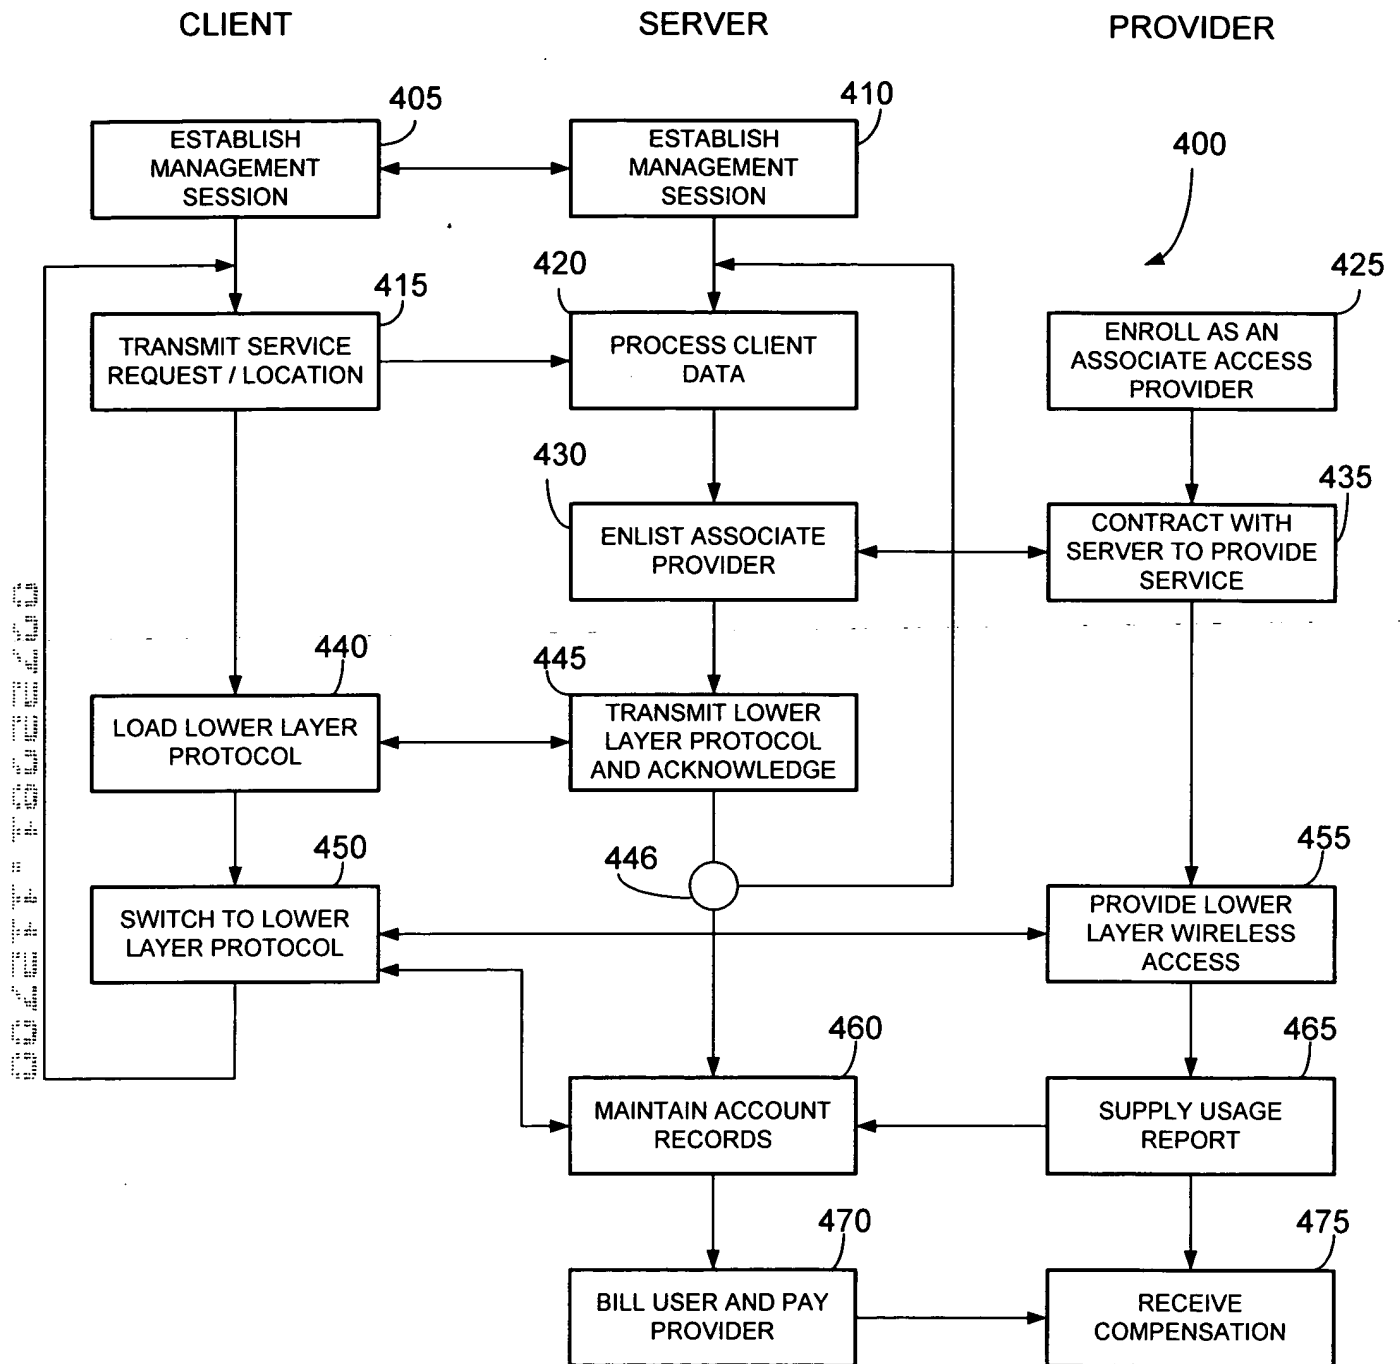 CLIENT
SERVER
PROVIDER
405
ESTABLISH
MANAGEMENT
SESSION
410
ESTABLISH
MANAGEMENT
SESSION
400
415
TRANSMIT SERVICE
REQUEST / LOCATION
420
PROCESS CLIENT
DATA
425
ENROLL AS AN
ASSOCIATE ACCESS
PROVIDER
430
ENLIST ASSOCIATE
PROVIDER
435
CONTRACT WITH
SERVER TO PROVIDE
SERVICE
440
LOAD LOWER LAYER
PROTOCOL
445
TRANSMIT LOWER
LAYER PROTOCOL
AND ACKNOWLEDGE
446
450
SWITCH TO LOWER
LAYER PROTOCOL
455
PROVIDE LOWER
LAYER WIRELESS
ACCESS
460
MAINTAIN ACCOUNT
RECORDS
465
SUPPLY USAGE
REPORT
470
BILL USER AND PAY
PROVIDER
475
RECEIVE
COMPENSATION